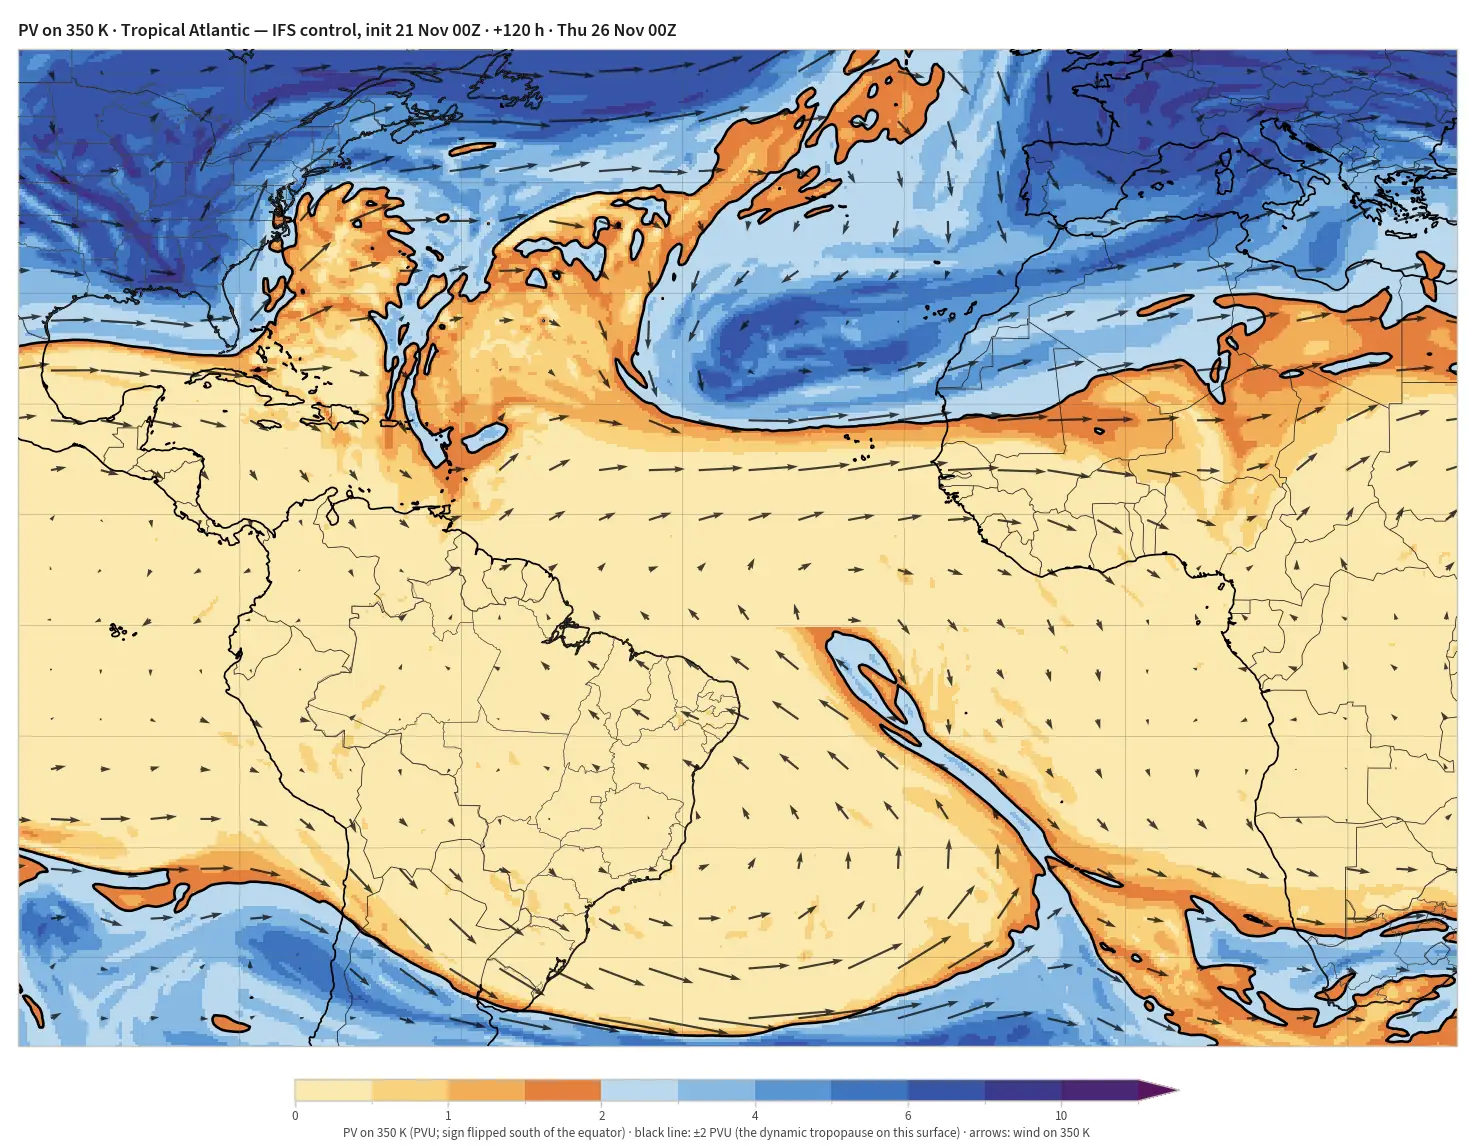 PV on 350 K · Tropical Atlantic — IFS control, init 21 Nov 00Z · +120 h · Thu 26 Nov 00Z
0 1 2 4 6 10
PV on 350 K (PVU; sign flipped south of the equator) · black line: ±2 PVU (the dynamic tropopause on this surface) · arrows: wind on 350 K